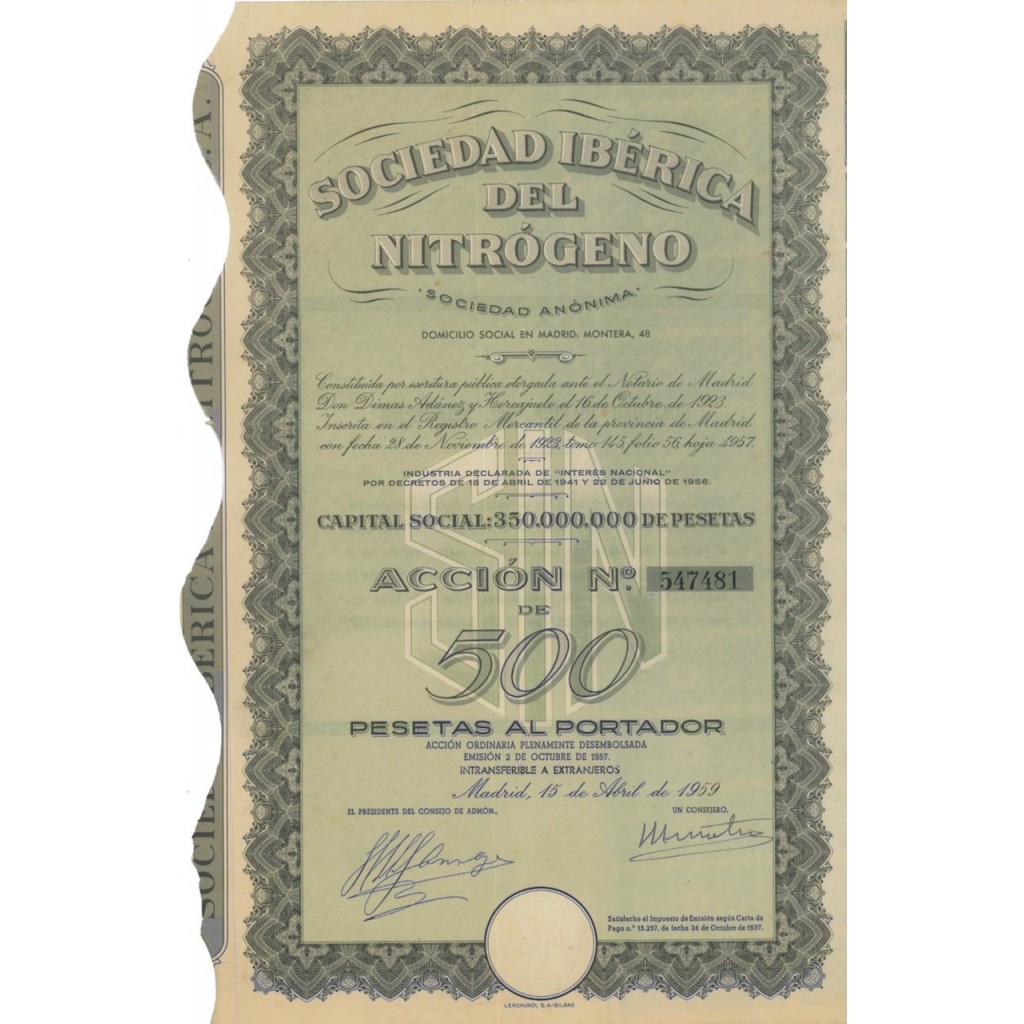 SOCIEDAD IBÉRICA
DEL
NITRÓGENO
"SOCIEDAD ANÓNIMA"
DOMICILIO SOCIAL EN MADRID: MONTERA, 48
Constituida por escritura pública otorgada ante el Notario de Madrid
Don Dimas Adánez y Horcajuelo el 16 de Octubre de 1923.
Inscrita en el Registro Mercantil de la provincia de Madrid
con fecha 28 de Noviembre de 1923, tomo 145, folio 56, hoja 4957.
INDUSTRIA DECLARADA DE "INTERÉS NACIONAL"
POR DECRETOS DE 18 DE ABRIL DE 1941 Y 22 DE JUNIO DE 1956.
CAPITAL SOCIAL: 350.000.000 DE PESETAS
SIN
ACCIÓN Nº. 547481
DE
500
PESETAS AL PORTADOR
ACCIÓN ORDINARIA PLENAMENTE DESEMBOLSADA
EMISIÓN 2 DE OCTUBRE DE 1957.
INTRANSFERIBLE A EXTRANJEROS
Madrid, 15 de Abril de 1959
EL PRESIDENTE DEL CONSEJO DE ADMÓN.,
UN CONSEJERO,
Satisfecho el Impuesto de Emisión según Carta de
Pago n.º 15.257, de fecha 24 de Octubre de 1957.
LERCHUNDI, S. A.-BILBAO